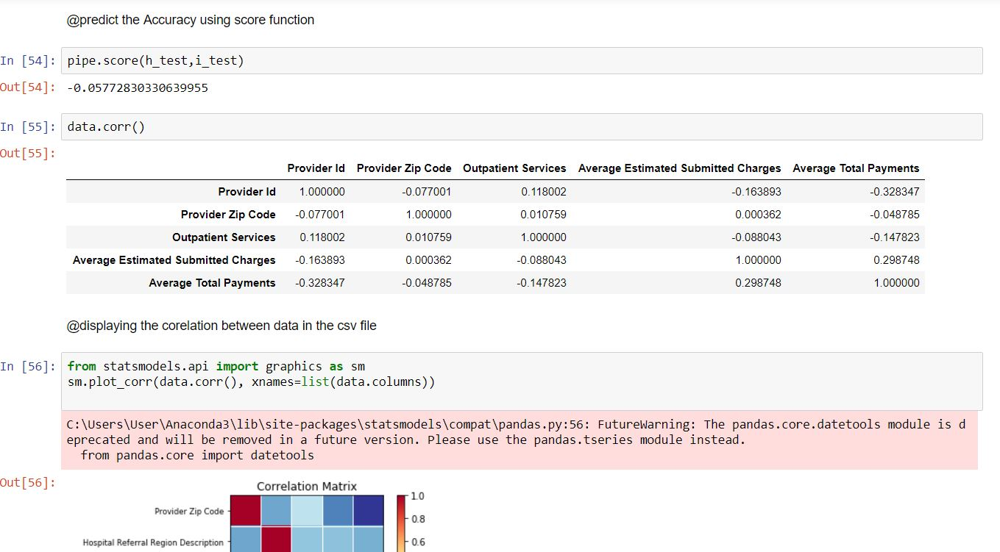 @predict the Accuracy using score function
In [54]: pipe.score(h_test,i_test)
Out[54]: -0.05772830330639955
In [55]: data.corr()
Out[55]:
Provider Id Provider Zip Code Outpatient Services Average Estimated Submitted Charges Average Total Payments
Provider Id 1.000000 -0.077001 0.118002 -0.163893 -0.328347
Provider Zip Code -0.077001 1.000000 0.010759 0.000362 -0.048785
Outpatient Services 0.118002 0.010759 1.000000 -0.088043 -0.147823
Average Estimated Submitted Charges -0.163893 0.000362 -0.088043 1.000000 0.298748
Average Total Payments -0.328347 -0.048785 -0.147823 0.298748 1.000000
@displaying the corelation between data in the csv file
In [56]: from statsmodels.api import graphics as sm
sm.plot_corr(data.corr(), xnames=list(data.columns))
C:\Users\User\Anaconda3\lib\site-packages\statsmodels\compat\pandas.py:56: FutureWarning: The pandas.core.datetools module is d
eprecated and will be removed in a future version. Please use the pandas.tseries module instead.
from pandas.core import datetools
Out[56]:
Correlation Matrix
1.0
Provider Zip Code
0.8
Hospital Referral Region Description
0.6